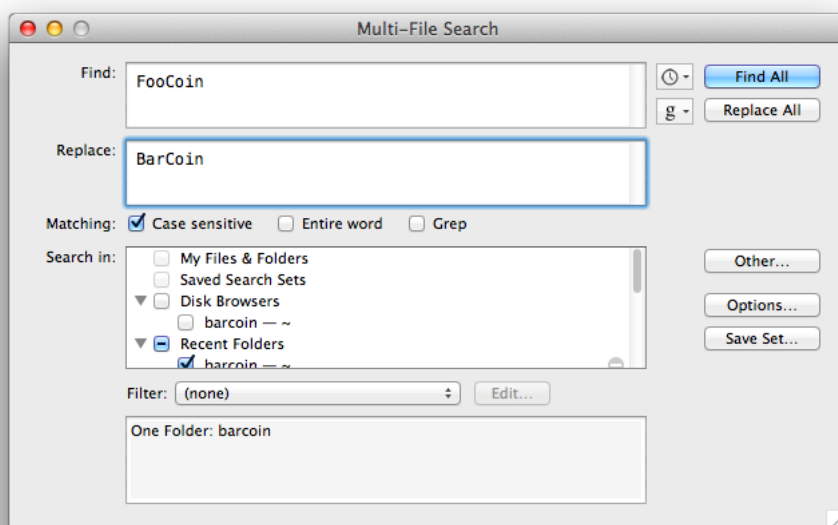 Multi-File Search
Find:
FooCoin
Find All
g
Replace All
Replace:
BarCoin
Matching: Case sensitive Entire word Grep
Search in:
My Files & Folders
Saved Search Sets
Disk Browsers
barcoin — ~
Recent Folders
barcoin — ~
Other...
Options...
Save Set...
Filter: (none) Edit...
One Folder: barcoin